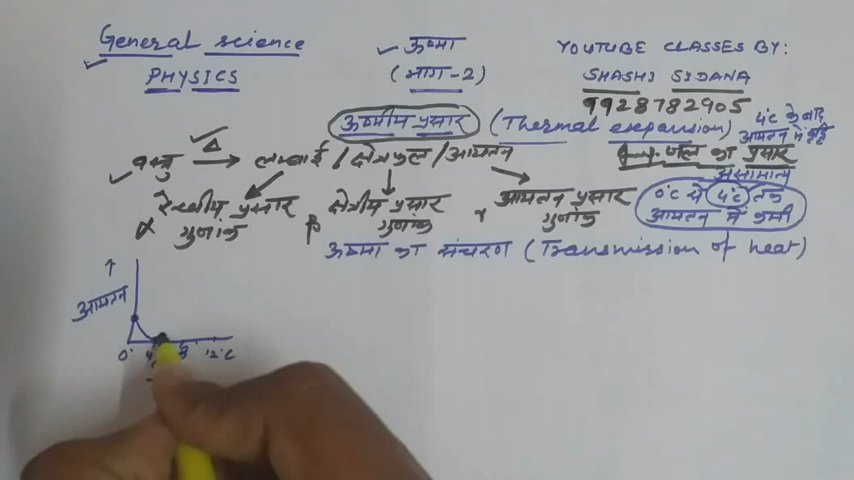 General science
PHYSICS
ऊष्मा
(भाग-2)
YOUTUBE CLASSES BY:
SHASHI SIDANA
9928782905
ऊष्मीय प्रसार (Thermal expansion)
4°C के बाद
आयतन में वृद्धि
वस्तु △ → लम्बाई / क्षेत्रफल / आयतन
जल का प्रसार
असामान्य
रेखीय प्रसार
गुणांक
α
क्षेत्रीय प्रसार
गुणांक
β
आयतन प्रसार
गुणांक
γ
0°C से 4°C तक
आयतन में कमी
ऊष्मा का संचरण (Transmission of heat)
↑
आयतन
0° 4 8 12°C